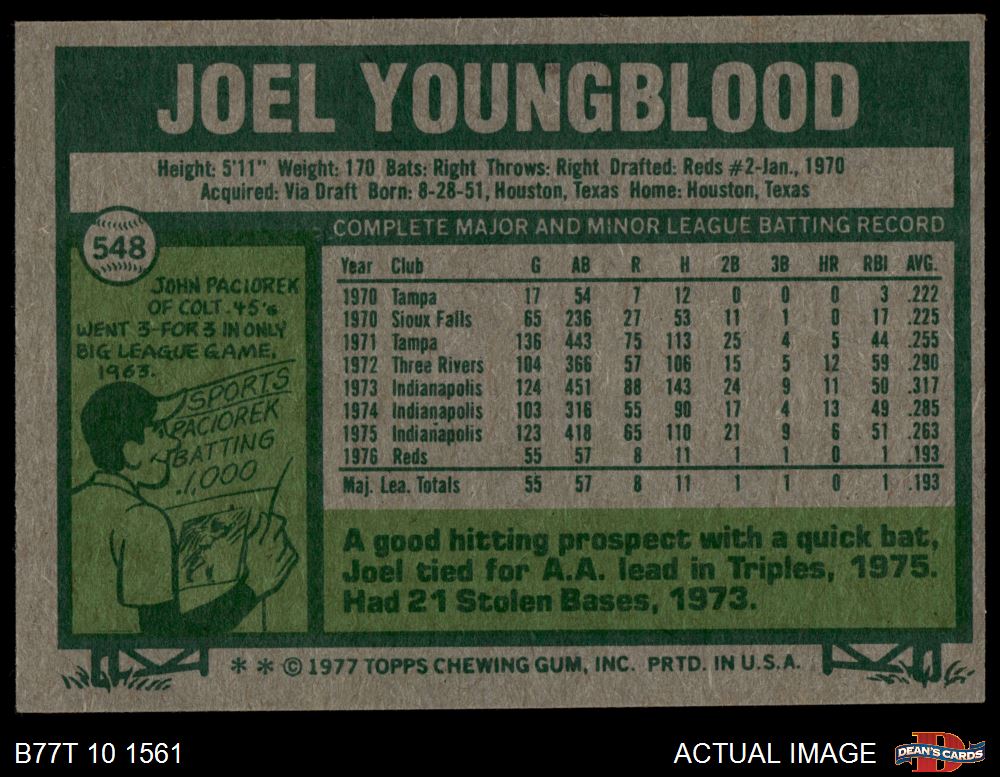 JOEL YOUNGBLOOD
Height: 5'11" Weight: 170 Bats: Right Throws: Right Drafted: Reds #2-Jan., 1970
Acquired: Via Draft Born: 8-28-51, Houston, Texas Home: Houston, Texas
548
JOHN PACIOREK
OF COLT .45's
WENT 3-FOR-3 IN ONLY
BIG LEAGUE GAME,
1963.
SPORTS
PACIOREK
BATTING
1,000
COMPLETE MAJOR AND MINOR LEAGUE BATTING RECORD
Year Club G AB R H 2B 3B HR RBI AVG.
1970 Tampa 17 54 7 12 0 0 0 3 .222
1970 Sioux Falls 65 236 27 53 11 1 0 17 .225
1971 Tampa 136 443 75 113 25 4 5 44 .255
1972 Three Rivers 104 366 57 106 15 5 12 59 .290
1973 Indianapolis 124 451 88 143 24 9 11 50 .317
1974 Indianapolis 103 316 55 90 17 4 13 49 .285
1975 Indianapolis 123 418 65 110 21 9 6 51 .263
1976 Reds 55 57 8 11 1 1 0 1 .193
Maj. Lea. Totals 55 57 8 11 1 1 0 1 .193
A good hitting prospect with a quick bat,
Joel tied for A.A. lead in Triples, 1975.
Had 21 Stolen Bases, 1973.
* * © 1977 TOPPS CHEWING GUM, INC. PRTD. IN U.S.A.
B77T 10 1561
ACTUAL IMAGE
D
DEAN'S CARDS